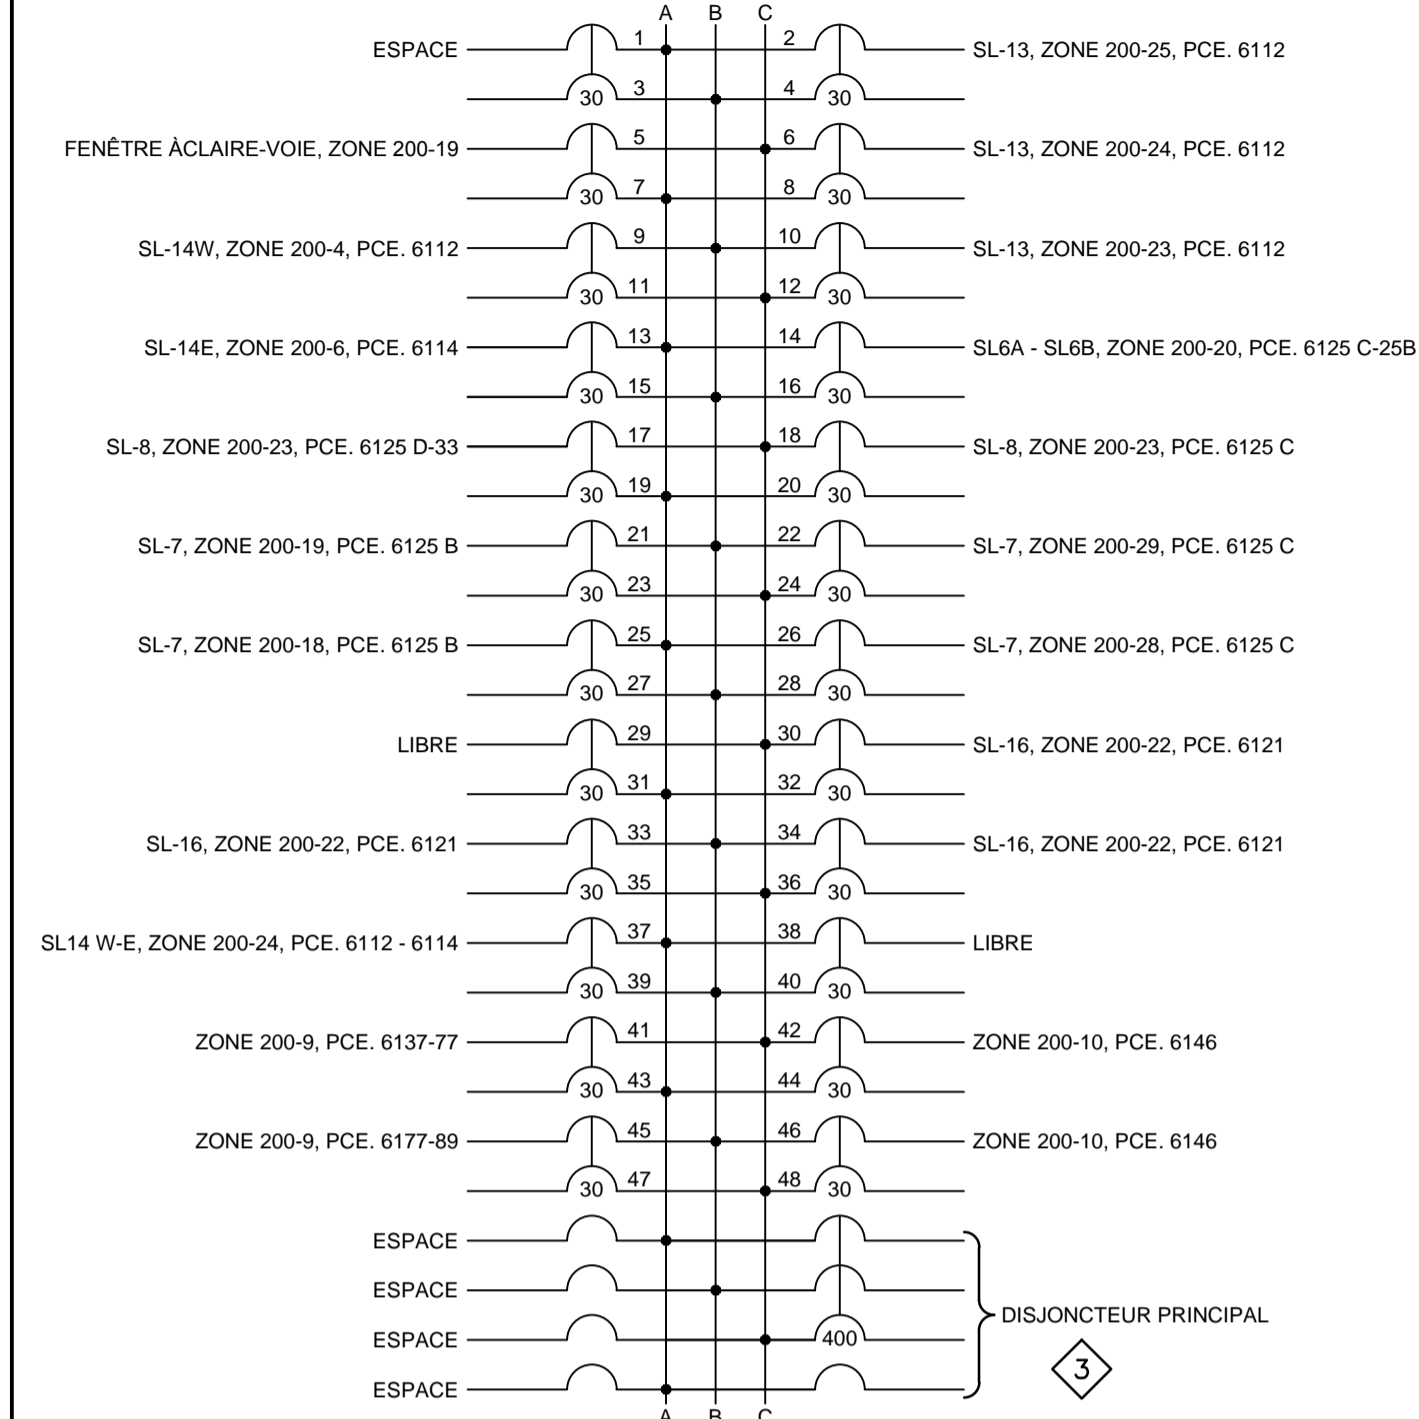 A B C
ESPACE 1 2 SL-13, ZONE 200-25, PCE. 6112
30 3 4 30
FENÊTRE ÀCLAIRE-VOIE, ZONE 200-19 5 6 SL-13, ZONE 200-24, PCE. 6112
30 7 8 30
SL-14W, ZONE 200-4, PCE. 6112 9 10 SL-13, ZONE 200-23, PCE. 6112
30 11 12 30
SL-14E, ZONE 200-6, PCE. 6114 13 14 SL6A - SL6B, ZONE 200-20, PCE. 6125 C-25B
30 15 16 30
SL-8, ZONE 200-23, PCE. 6125 D-33 17 18 SL-8, ZONE 200-23, PCE. 6125 C
30 19 20 30
SL-7, ZONE 200-19, PCE. 6125 B 21 22 SL-7, ZONE 200-29, PCE. 6125 C
30 23 24 30
SL-7, ZONE 200-18, PCE. 6125 B 25 26 SL-7, ZONE 200-28, PCE. 6125 C
30 27 28 30
LIBRE 29 30 SL-16, ZONE 200-22, PCE. 6121
30 31 32 30
SL-16, ZONE 200-22, PCE. 6121 33 34 SL-16, ZONE 200-22, PCE. 6121
30 35 36 30
SL14 W-E, ZONE 200-24, PCE. 6112 - 6114 37 38 LIBRE
30 39 40 30
ZONE 200-9, PCE. 6137-77 41 42 ZONE 200-10, PCE. 6146
30 43 44 30
ZONE 200-9, PCE. 6177-89 45 46 ZONE 200-10, PCE. 6146
30 47 48 30
ESPACE
ESPACE
DISJONCTEUR PRINCIPAL
ESPACE 400
3
ESPACE
A B C